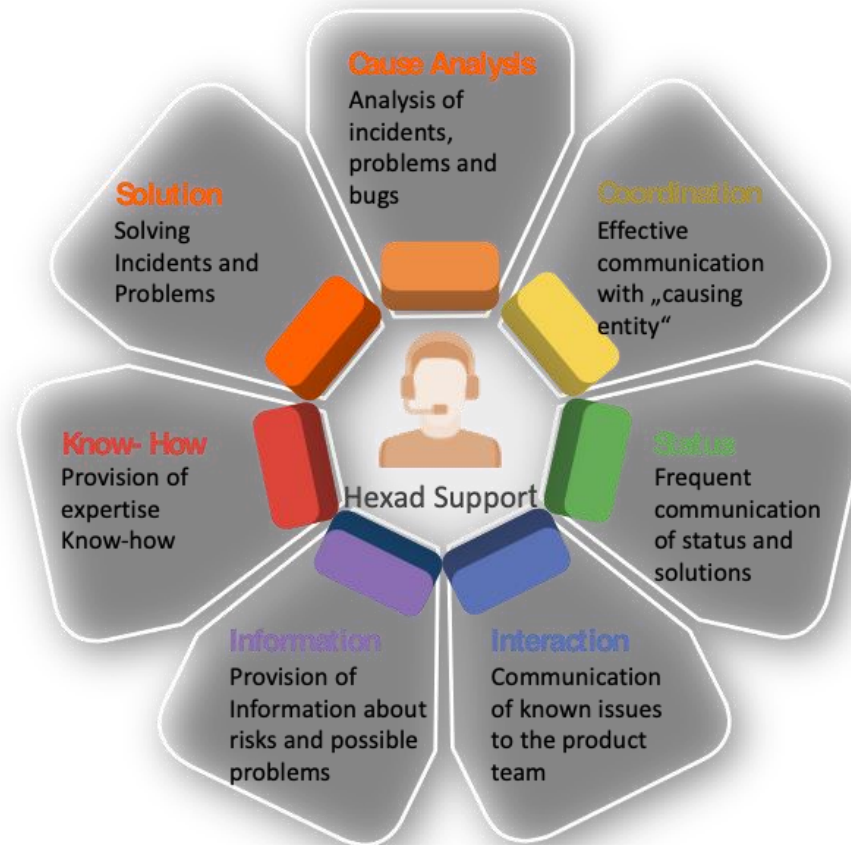 Cause Analysis
Analysis of
incidents,
problems and
bugs
Coordination
Effective
communication
with „causing
entity“
Status
Frequent
communication
of status and
solutions
Interaction
Communication
of known issues
to the product
team
Information
Provision of
Information about
risks and possible
problems
Know- How
Provision of
expertise
Know-how
Solution
Solving
Incidents and
Problems
Hexad Support